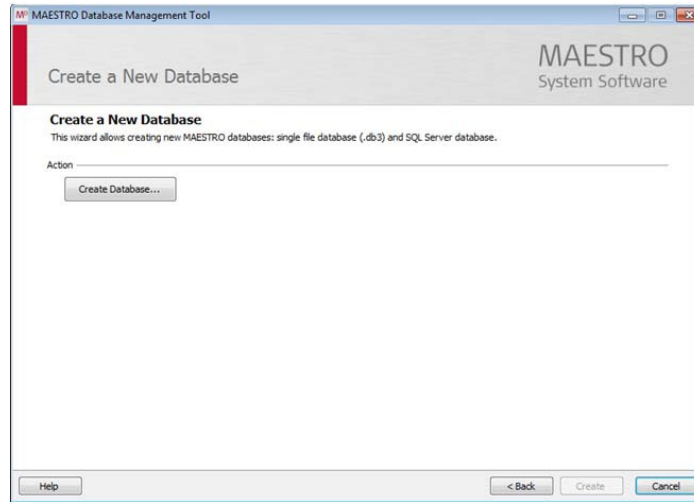 MAESTRO Database Management Tool
MAESTRO
System Software
Create a New Database
Create a New Database
This wizard allows creating new MAESTRO databases: single file database (.db3) and SQL Server database.
Action
Create Database...
Help
< Back
Create
Cancel